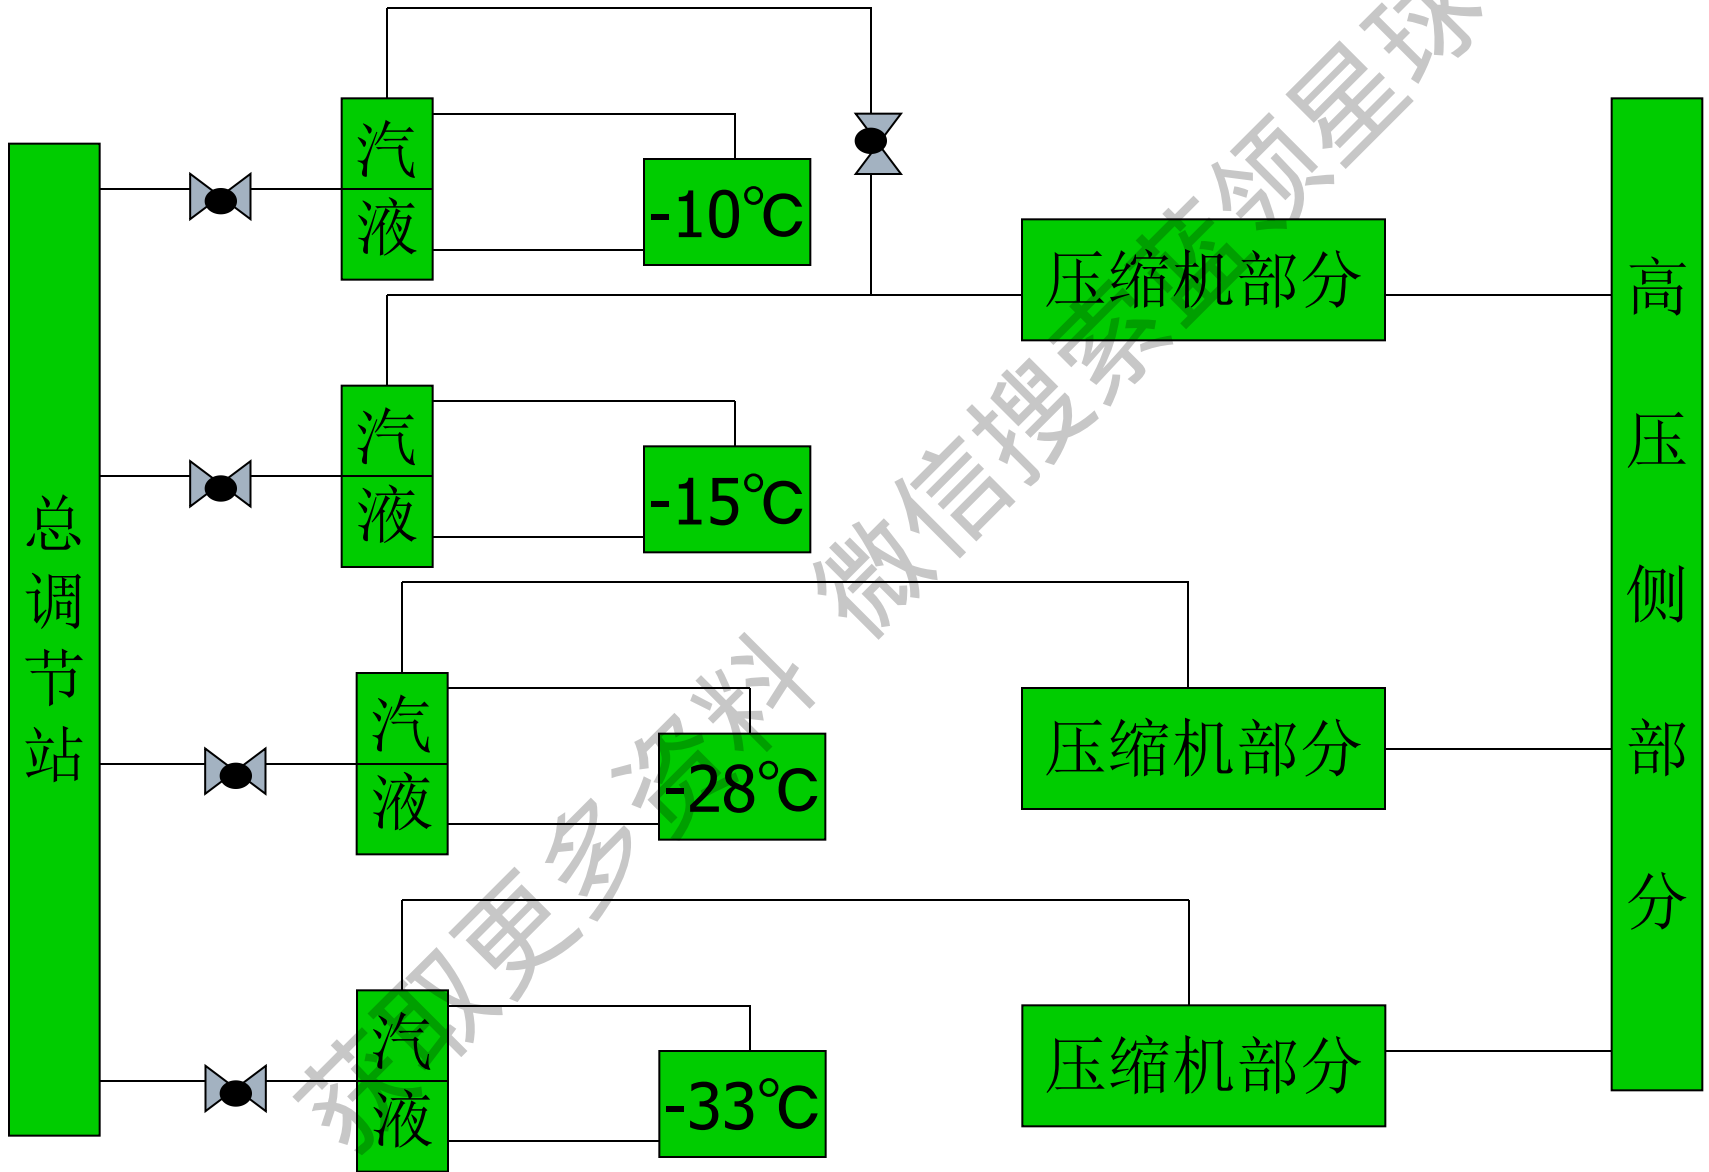 总调节站
汽
液
-10℃
汽
液
-15℃
汽
液
-28℃
汽
液
-33℃
压缩机部分
压缩机部分
压缩机部分
高压侧部分
获取更多资料 微信搜索蓝领星球